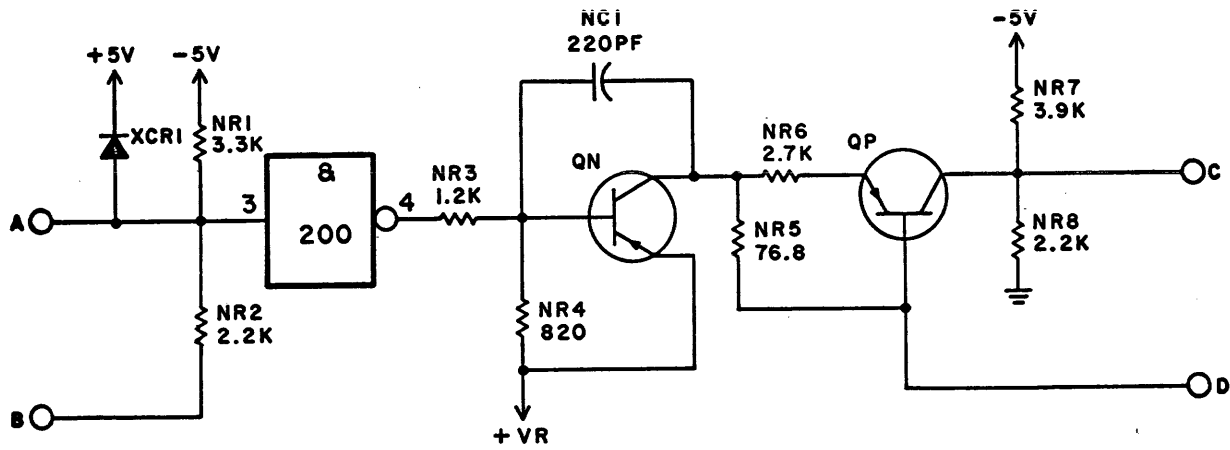 NC1
220PF
+5V
-5V
-5V
XCR1
NR1
3.3K
NR7
3.9K
&
200
3
4
NR3
1.2K
QN
NR6
2.7K
QP
A
C
NR5
76.8
NR8
2.2K
NR2
2.2K
NR4
820
B
D
+VR